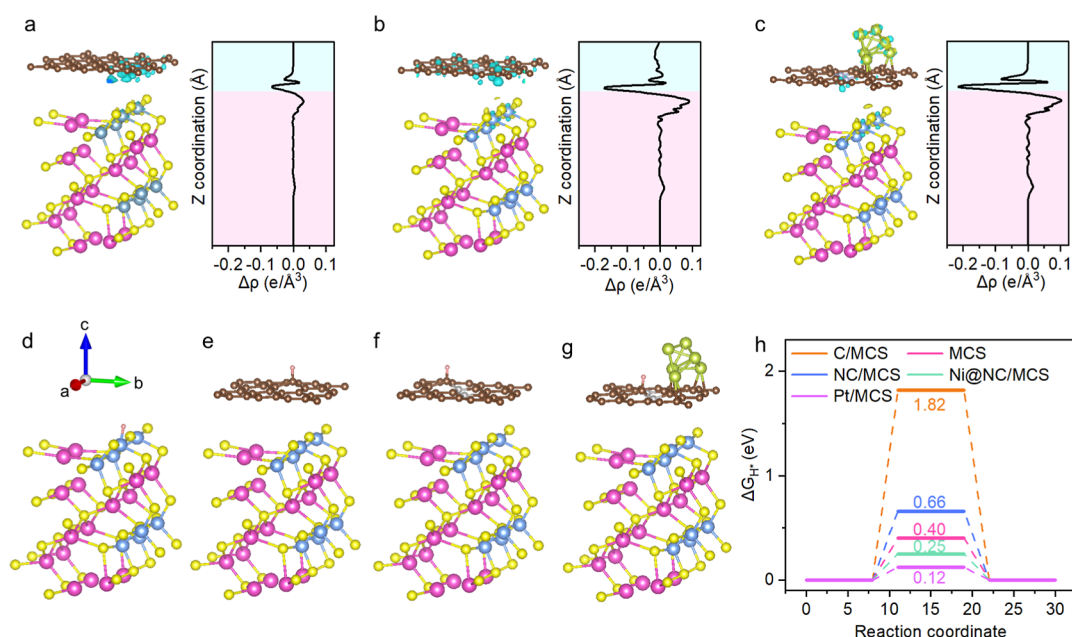 a
Z coordination (Å)
-0.2 -0.1 0.0 0.1
Δρ (e/Å³)
b
Z coordination (Å)
-0.2 -0.1 0.0 0.1
Δρ (e/Å³)
c
Z coordination (Å)
-0.2 -0.1 0.0 0.1
Δρ (e/Å³)
d
c
a
b
e
f
g
h
C/MCS
MCS
NC/MCS
Ni@NC/MCS
Pt/MCS
1.82
0.66
0.40
0.25
0.12
ΔG_H* (eV)
2
1
0
0 5 10 15 20 25 30
Reaction coordinate